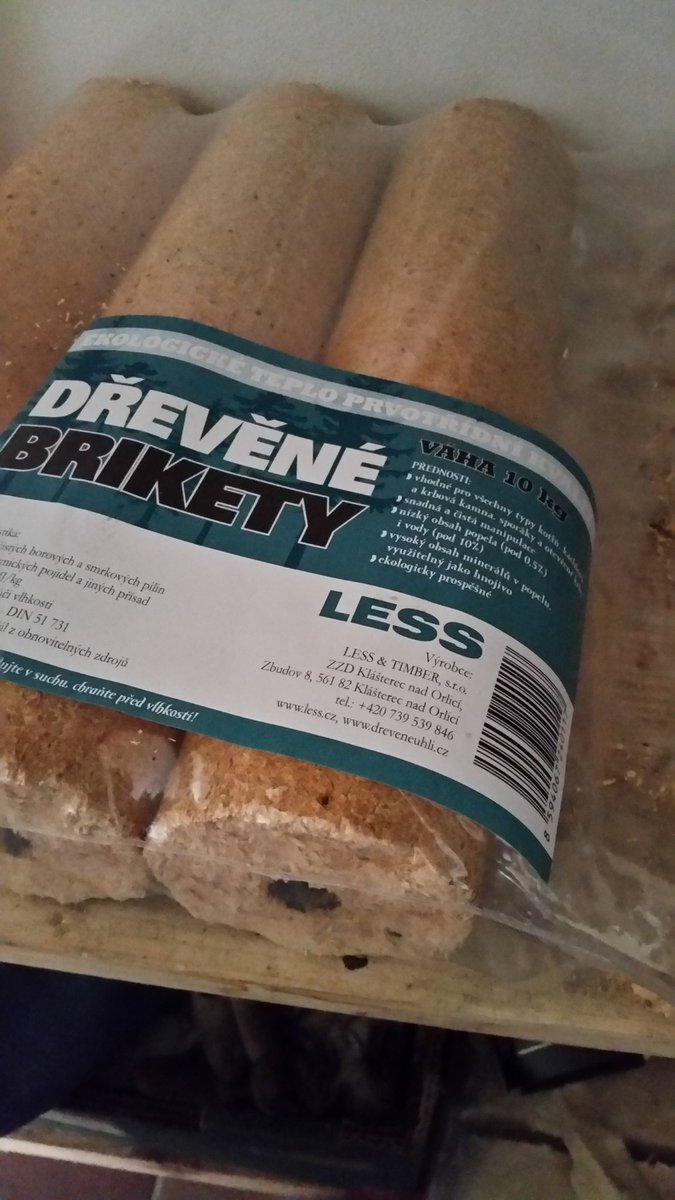 EKOLOGICKÉ TEPLO PRVOTŘÍDNÍ
DŘEVĚNÉ
BRIKETY
VÁHA 10 kg
PŘEDNOSTI:
vhodné pro všechny typy kotlů,
a krbová kamna, sporáky a otevřené
snadná a čistá manipulace
nízký obsah popela (pod 0.5%)
i vody (pod 10%)
vysoký obsah minerálů v popelu,
využitelný jako hnojivo
ekologicky prospěšné
borových a smrkových pilin
pojidel a jiných přísad
/kg
vlhkosti
DIN 51 731
z obnovitelných zdrojů
v suchu, chraňte před vlhkostí!
LESS
Výrobce:
LESS & TIMBER, s.r.o.
ZZD Klášterec nad Orlicí,
Zbudov 8, 561 82 Klášterec nad Orlicí
tel.: +420 739 539 846
www.less.cz, www.dreveneuhli.cz